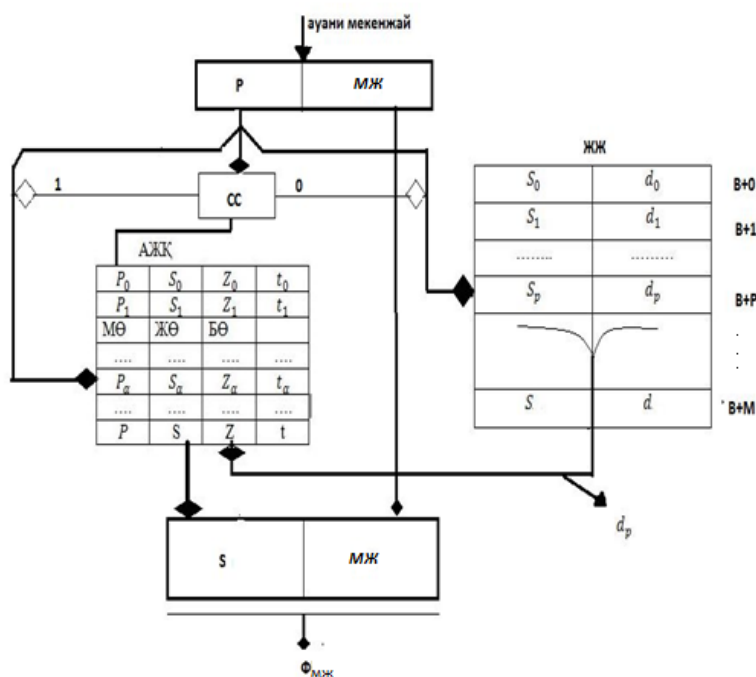 ауани мекенжай
P МЖ
ЖЖ
1 СС 0
S₀ d₀ B+0
S₁ d₁ B+1
........ .........
Sₚ dₚ B+P
.
.
.
S d B+M
АЖҚ
P₀ S₀ Z₀ t₀
P₁ S₁ Z₁ t₁
МӨ ЖӨ БӨ
.... .... .... ....
Pₐ Sₐ Zₐ tₐ
.... .... .... ....
P S Z t
dₚ
S МЖ
Φмж